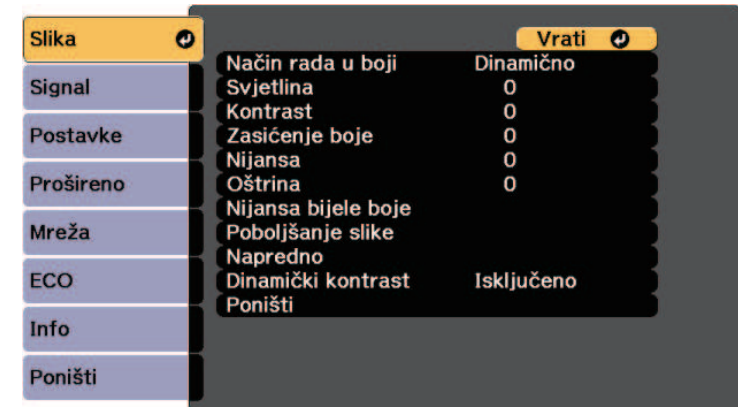 Slika
Signal
Postavke
Prošireno
Mreža
ECO
Info
Poništi
Vrati
Način rada u boji Dinamično
Svjetlina 0
Kontrast 0
Zasićenje boje 0
Nijansa 0
Oštrina 0
Nijansa bijele boje
Poboljšanje slike
Napredno
Dinamički kontrast Isključeno
Poništi